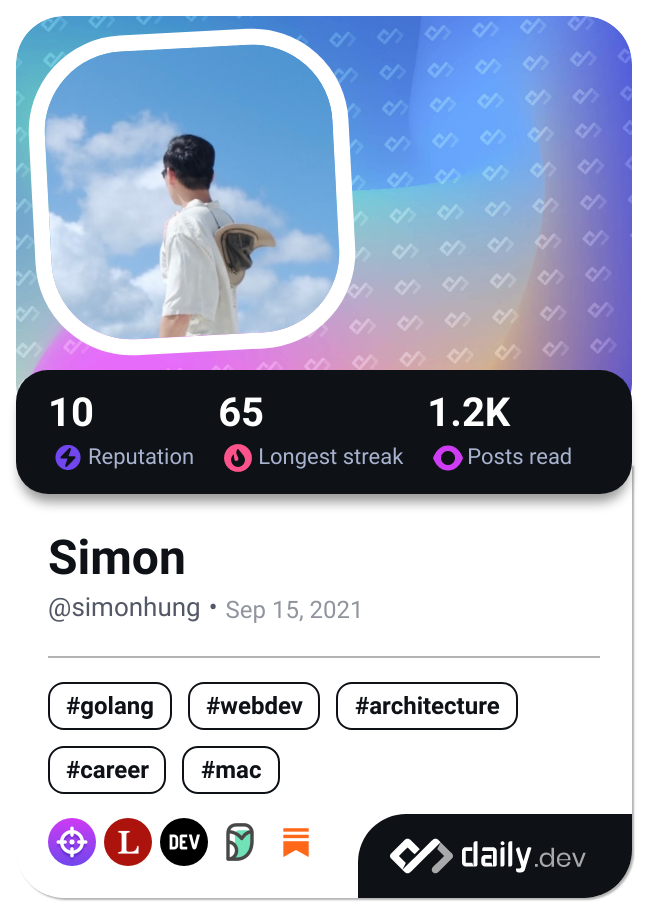 10 65 1.2K
Reputation Longest streak Posts read
Simon
@simonhung • Sep 15, 2021
#golang #webdev #architecture
#career #mac
L DEV
daily.dev